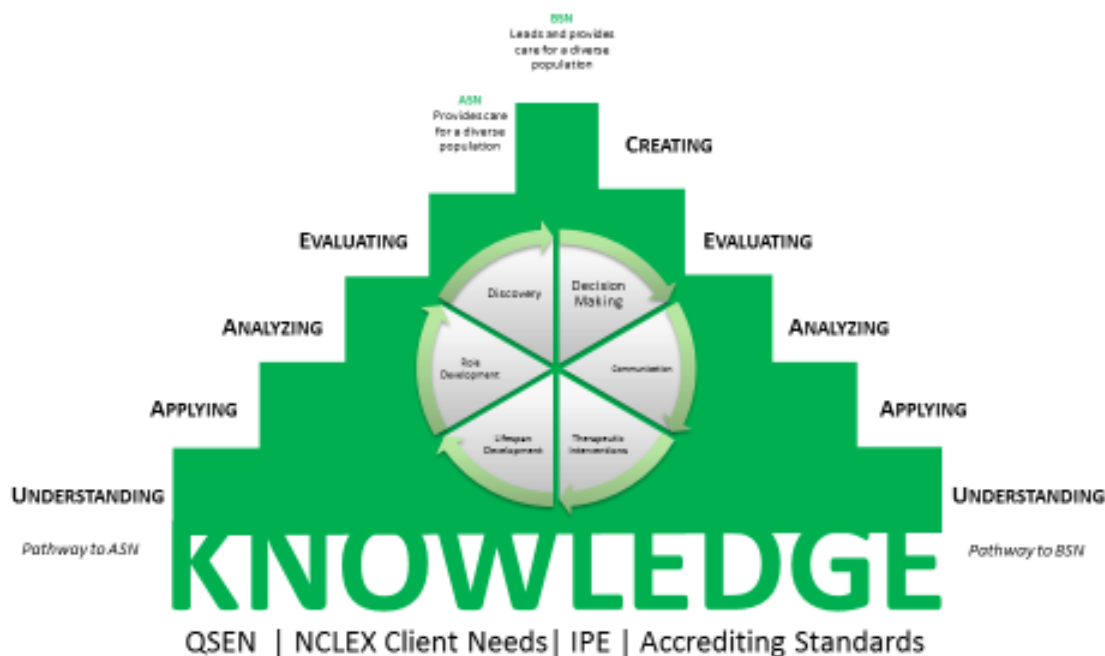 BSN
Leads and provides
care for a diverse
population
ASN
Provides care
for a diverse
population
CREATING
EVALUATING
EVALUATING
Discovery
Decision
Making
ANALYZING
ANALYZING
Role
Development
Communication
APPLYING
APPLYING
Lifespan
Development
Therapeutic
Interventions
UNDERSTANDING
UNDERSTANDING
Pathway to ASN
Pathway to BSN
KNOWLEDGE
QSEN | NCLEX Client Needs| IPE | Accrediting Standards